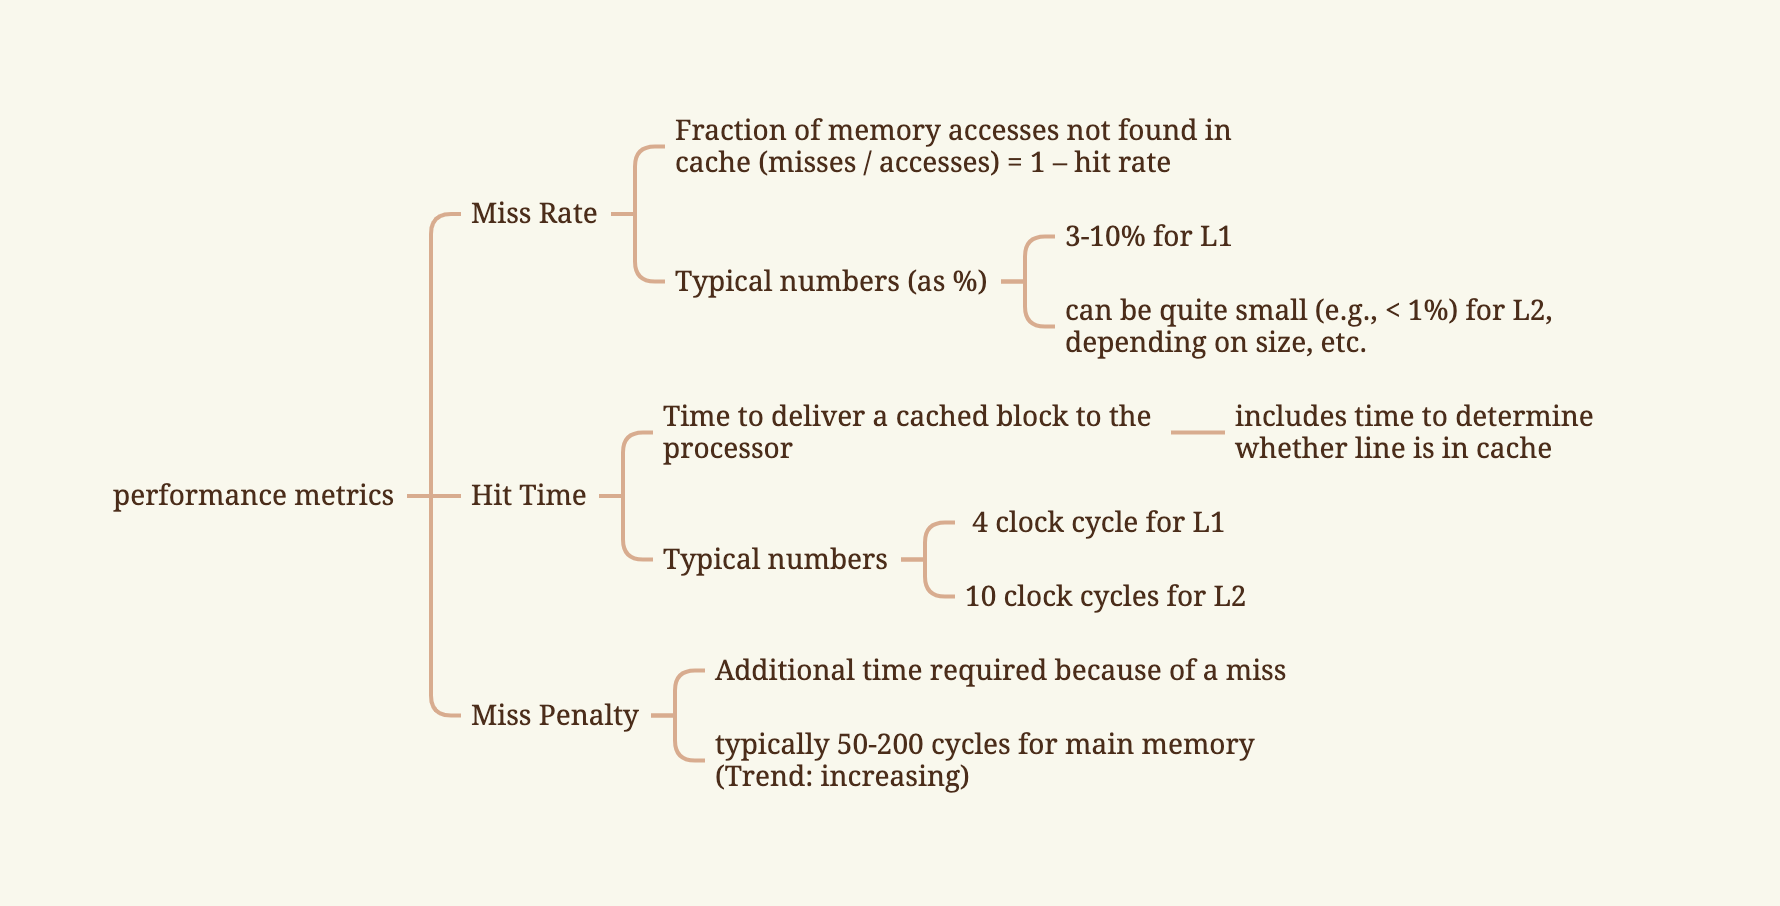 Fraction of memory accesses not found in
cache (misses / accesses) = 1 – hit rate
Miss Rate
3-10% for L1
Typical numbers (as %)
can be quite small (e.g., < 1%) for L2,
depending on size, etc.
Time to deliver a cached block to the
processor
includes time to determine
whether line is in cache
performance metrics
Hit Time
4 clock cycle for L1
Typical numbers
10 clock cycles for L2
Additional time required because of a miss
Miss Penalty
typically 50-200 cycles for main memory
(Trend: increasing)